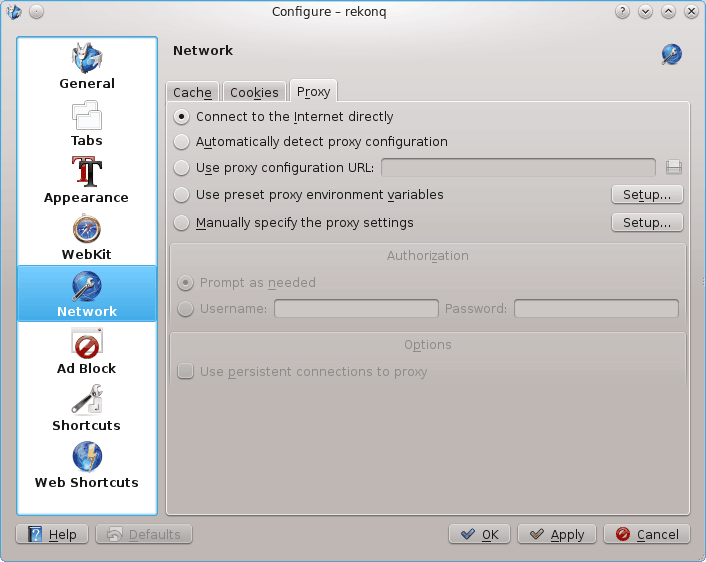 Configure – rekonq
General
Tabs
Appearance
WebKit
Network
Ad Block
Shortcuts
Web Shortcuts
Network
Cache Cookies Proxy
Connect to the Internet directly
Automatically detect proxy configuration
Use proxy configuration URL:
Use preset proxy environment variables Setup...
Manually specify the proxy settings Setup...
Authorization
Prompt as needed
Username: Password:
Options
Use persistent connections to proxy
Help Defaults OK Apply Cancel